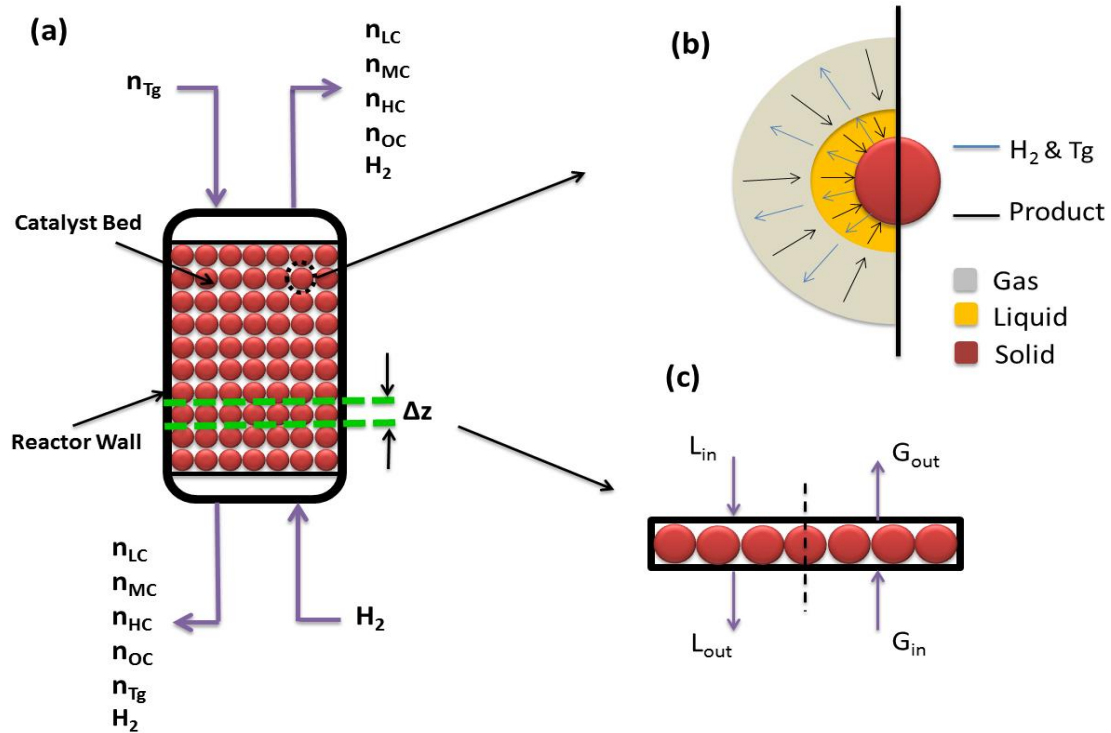 (a)
n_Tg
n_LC
n_MC
n_HC
n_OC
H₂
Catalyst Bed
Reactor Wall
Δz
n_LC
n_MC
n_HC
n_OC
n_Tg
H₂
H₂
(b)
H₂ & Tg
Product
Gas
Liquid
Solid
(c)
L_in
G_out
L_out
G_in